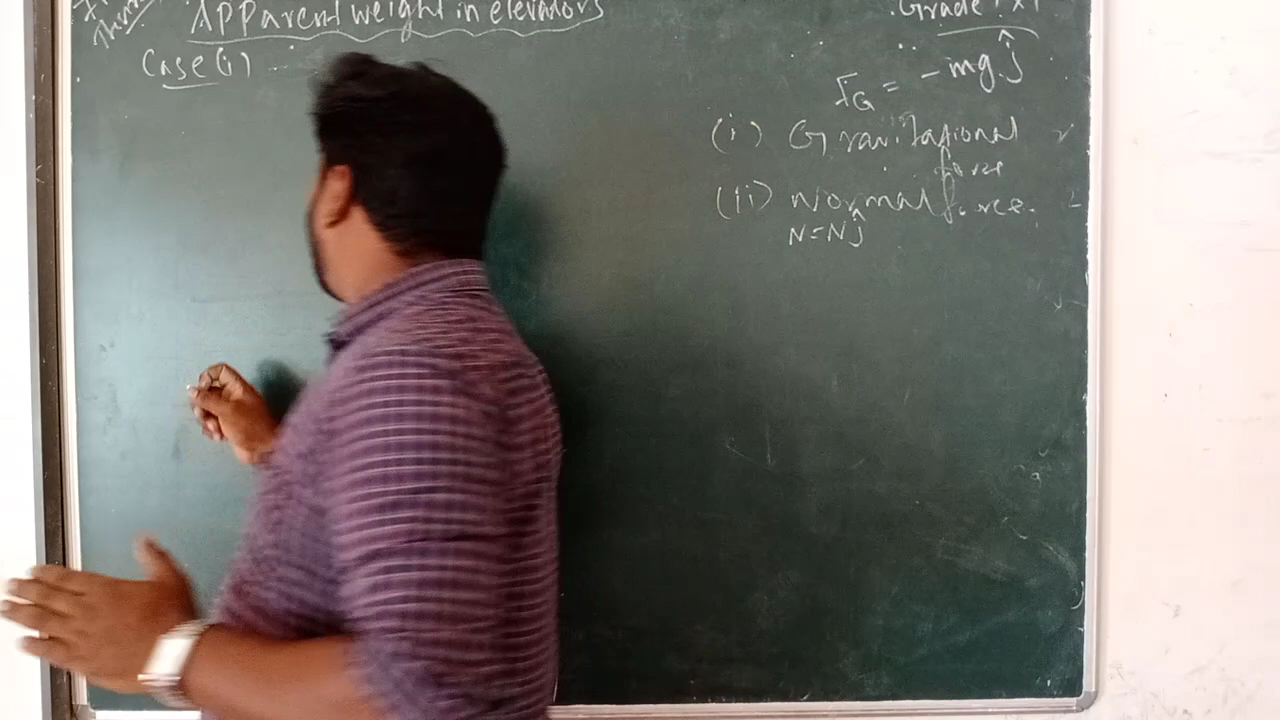 Apparent weight in elevators
Grade : XI
Case (i)
F_G = -mg ĵ
(i) Gravitational
force
(ii) Normal force.
N = N ĵ